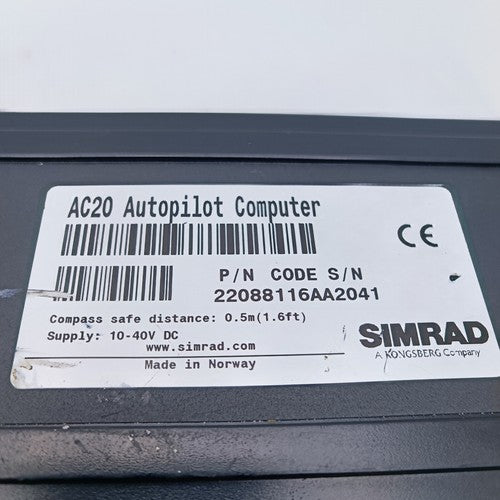 AC20 Autopilot Computer
CE
P/N CODE S/N
22088116AA2041
Compass safe distance: 0.5m(1.6ft)
Supply: 10-40V DC
www.simrad.com
Made in Norway
SIMRAD
A KONGSBERG Company